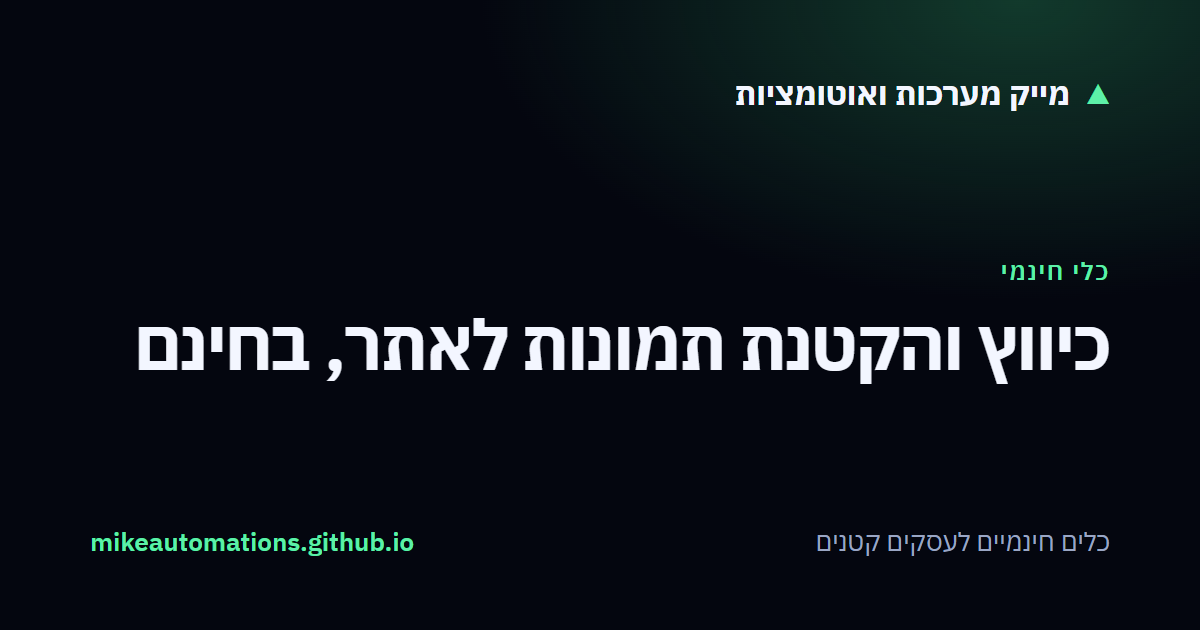 ▲ מייק מערכות ואוטומציות
כלי חינמי
כיווץ והקטנת תמונות לאתר, בחינם
כלים חינמיים לעסקים קטנים
mikeautomations.github.io